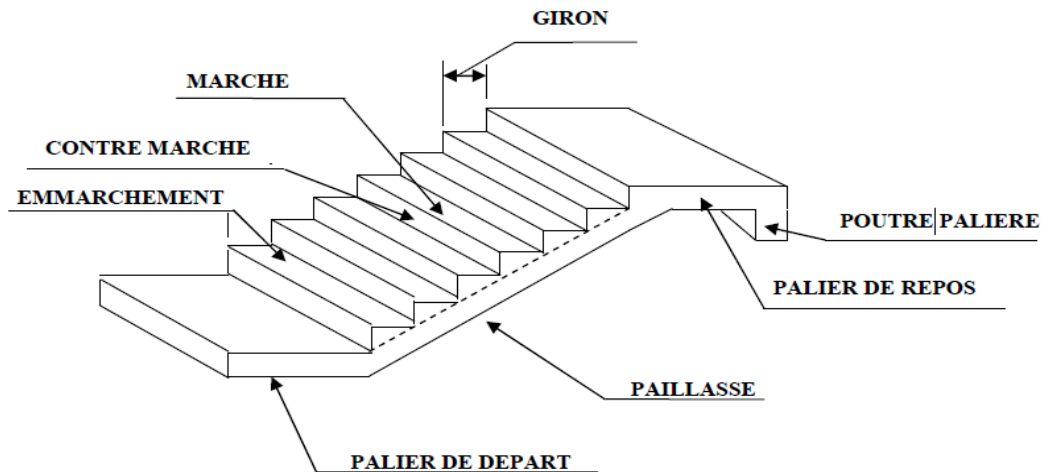 GIRON
MARCHE
CONTRE MARCHE
EMMARCHEMENT
POUTRE PALIERE
PALIER DE REPOS
PAILLASSE
PALIER DE DEPART